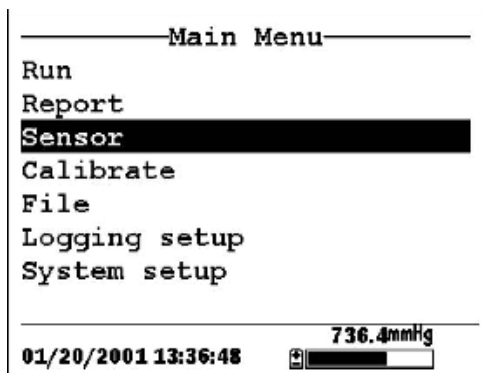 Main Menu
Run
Report
Sensor
Calibrate
File
Logging setup
System setup
736.4mmHg
01/20/2001 13:36:48